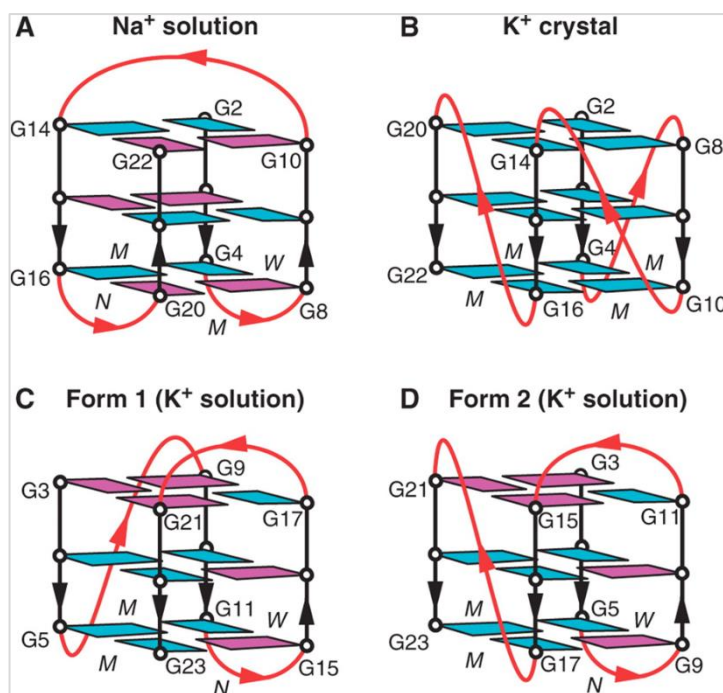 A Na⁺ solution
G14
G2
G22
G10
M
G4
W
G16
N
G20
M
G8
B K⁺ crystal
G20
G2
G14
G8
M
G4
M
G22
M
G16
M
G10
C Form 1 (K⁺ solution)
G3
G9
G21
G17
M
G11
W
G5
M
G23
N
G15
D Form 2 (K⁺ solution)
G21
G3
G15
G11
M
G5
W
G23
M
G17
N
G9